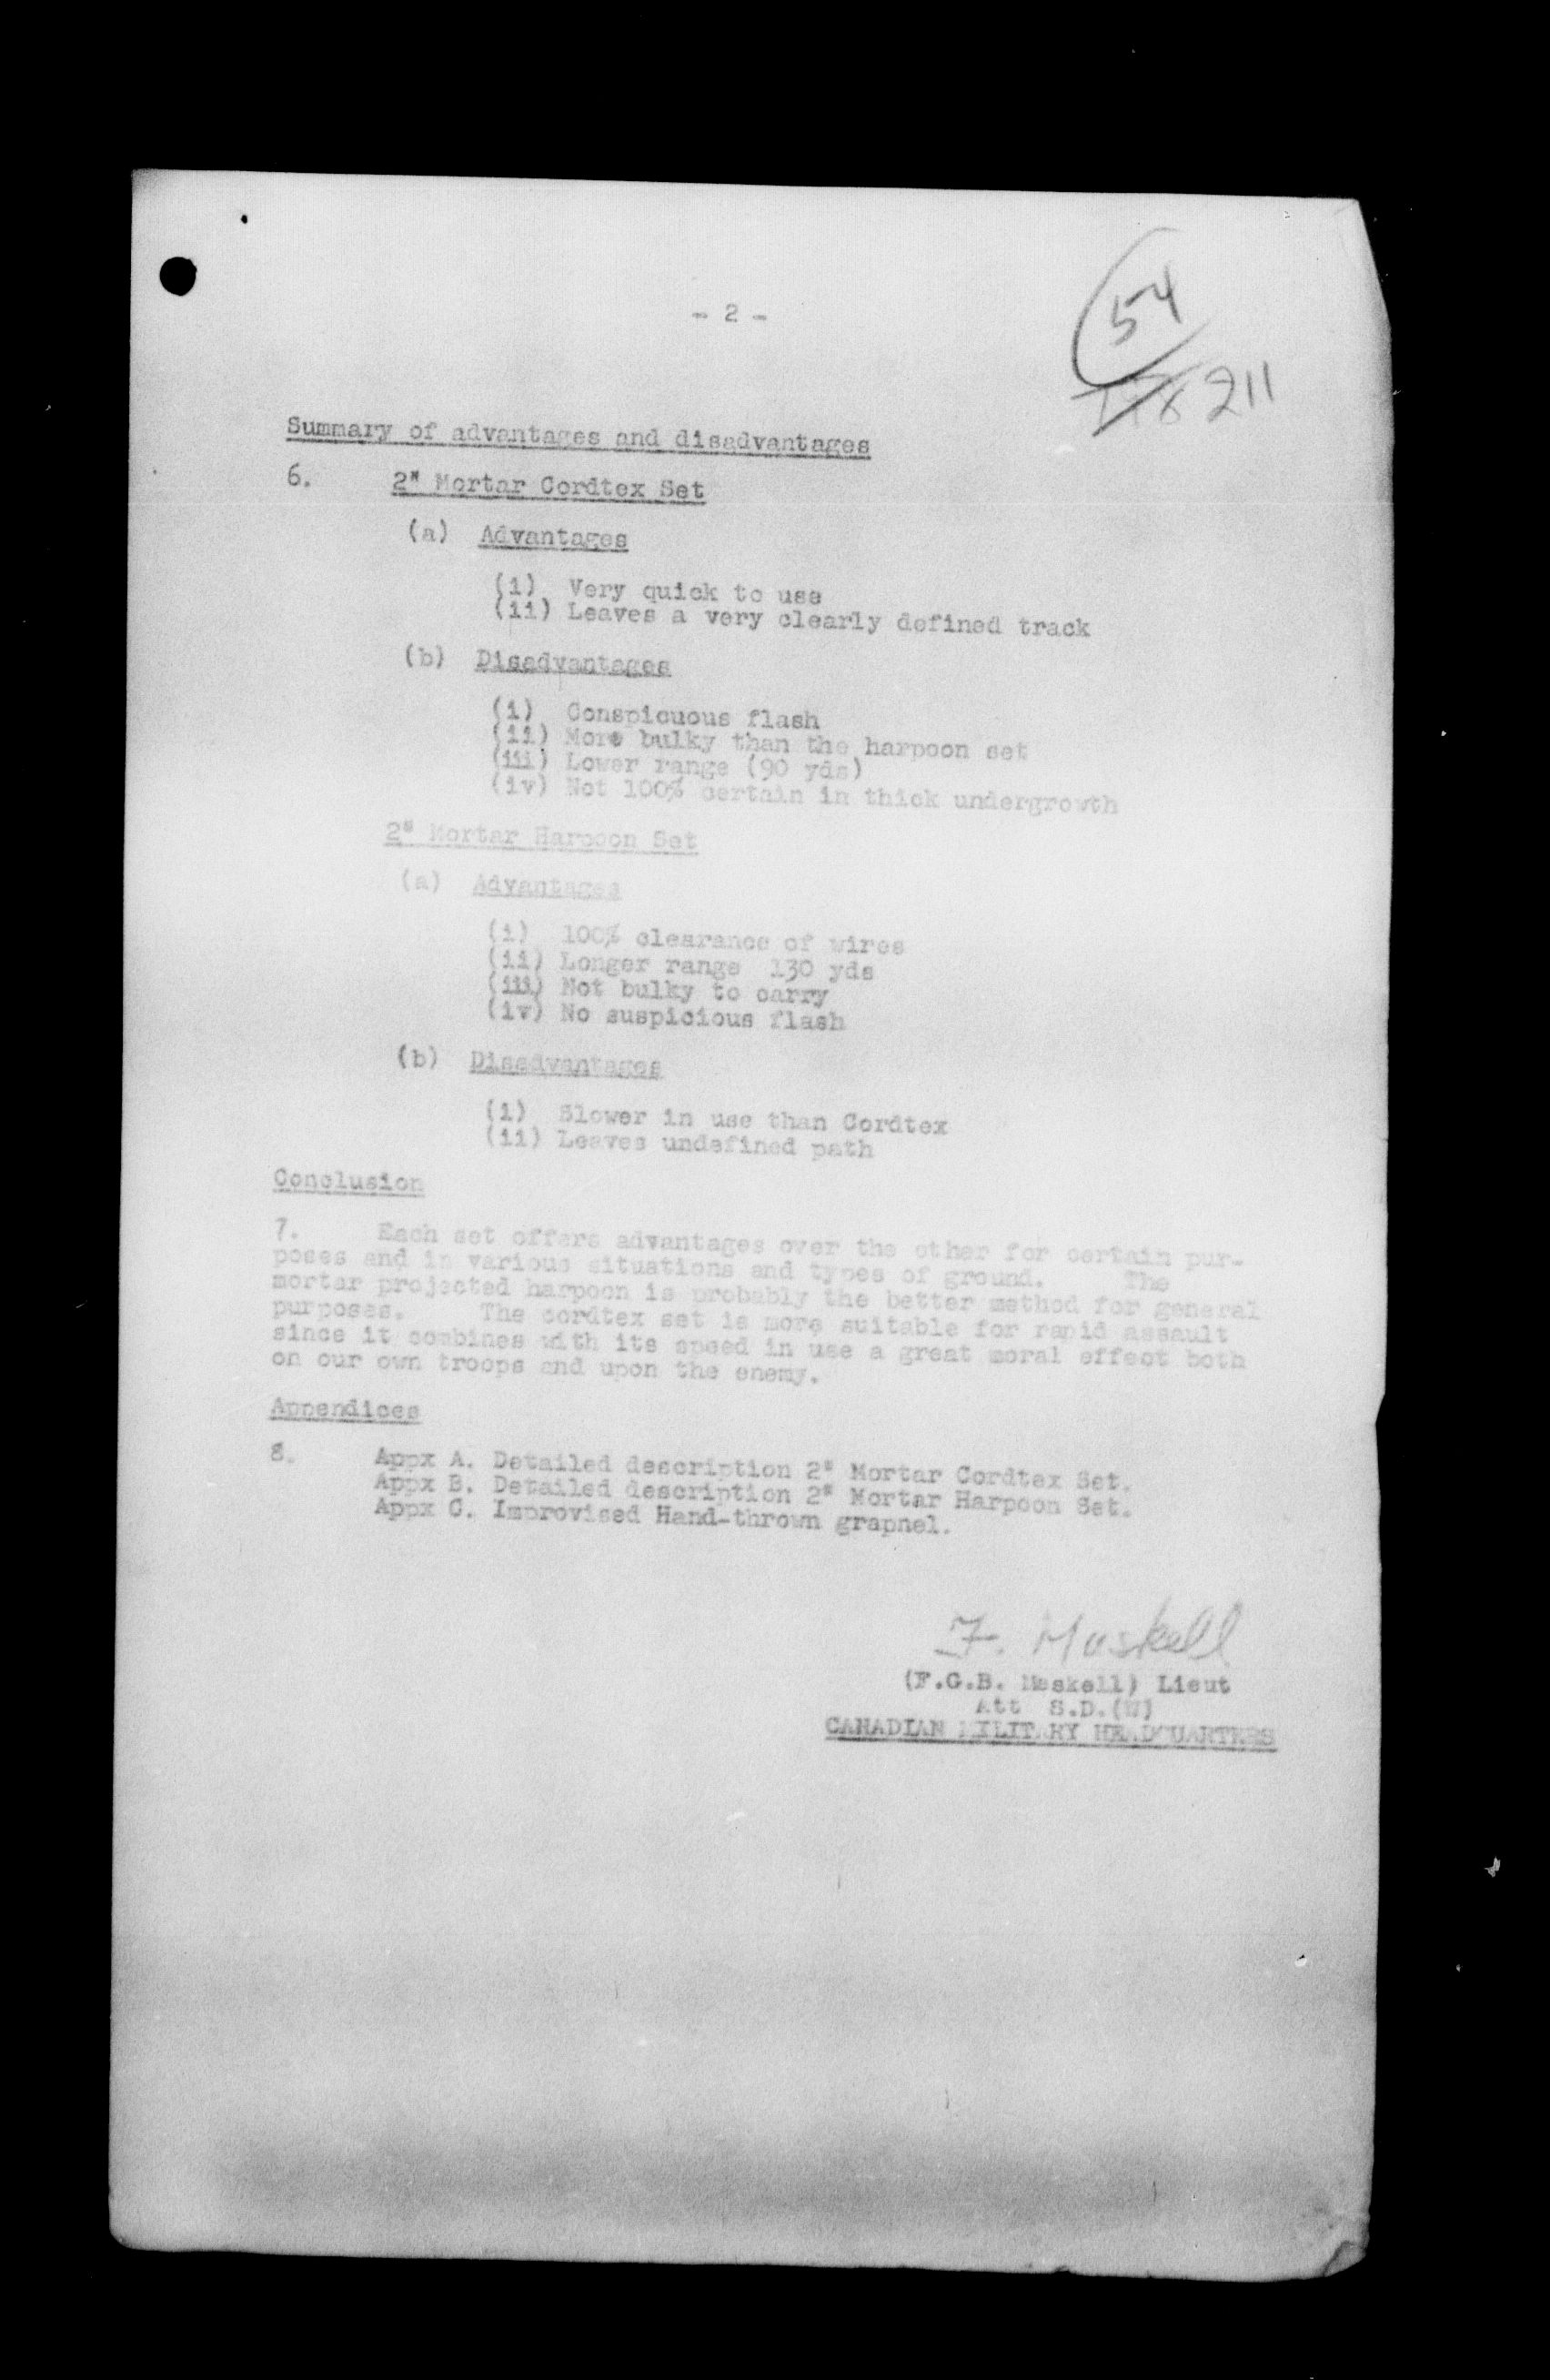 - 2 -
54
211
Summary of advantages and disadvantages
6. 2" Mortar Cordtex Set
(a) Advantages
(i) Very quick to use
(ii) Leaves a very clearly defined track
(b) Disadvantages
(i) Conspicuous flash
(ii) More bulky than the harpoon set
(iii) Lower range (90 yds)
(iv) Not 100% certain in thick undergrowth
2" Mortar Harpoon Set
(a) Advantages
(i) 100% clearance of wires
(ii) Longer range 130 yds
(iii) Not bulky to carry
(iv) No suspicious flash
(b) Disadvantages
(i) Slower in use than Cordtex
(ii) Leaves undefined path
Conclusion
7. Each set offers advantages over the other for certain pur-
poses and in various situations and types of ground. The
mortar projected harpoon is probably the better method for general
purposes. The cordtex set is more suitable for rapid assault
since it combines with its speed in use a great moral effect both
on our own troops and upon the enemy.
Appendices
8. Appx A. Detailed description 2" Mortar Cordtex Set.
Appx B. Detailed description 2" Mortar Harpoon Set.
Appx C. Improvised Hand-thrown grapnel.
F. Maskell
(F.G.B. Maskell) Lieut
Att S.D.(W)
CANADIAN MILITARY HEADQUARTERS